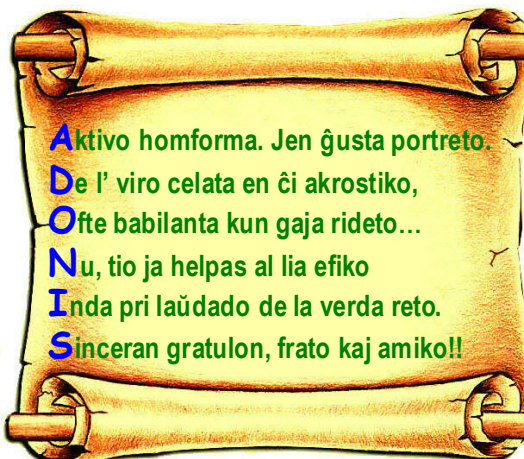 Aktivo homforma. Jen ĝusta portreto.
De l’ viro celata en ĉi akrostiko,
Ofte babilanta kun gaja rideto…
Nu, tio ja helpas al lia efiko
Inda pri laŭdado de la verda reto.
Sinceran gratulon, frato kaj amiko!!